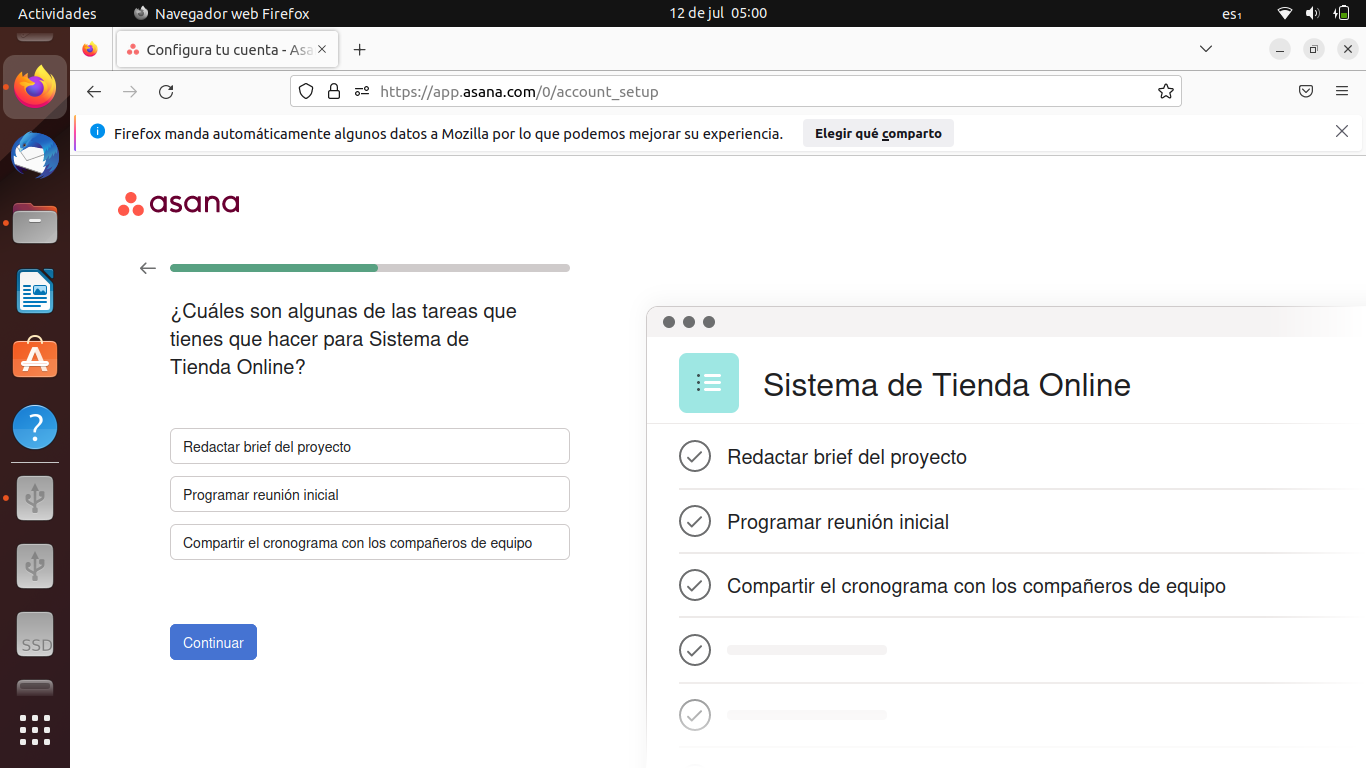 Actividades
Navegador web Firefox
12 de jul 05:00
es₁
Configura tu cuenta - Asa
https://app.asana.com/0/account_setup
Firefox manda automáticamente algunos datos a Mozilla por lo que podemos mejorar su experiencia.
Elegir qué comparto
asana
¿Cuáles son algunas de las tareas que
tienes que hacer para Sistema de
Tienda Online?
Redactar brief del proyecto
Programar reunión inicial
Compartir el cronograma con los compañeros de equipo
Continuar
Sistema de Tienda Online
Redactar brief del proyecto
Programar reunión inicial
Compartir el cronograma con los compañeros de equipo
SSD